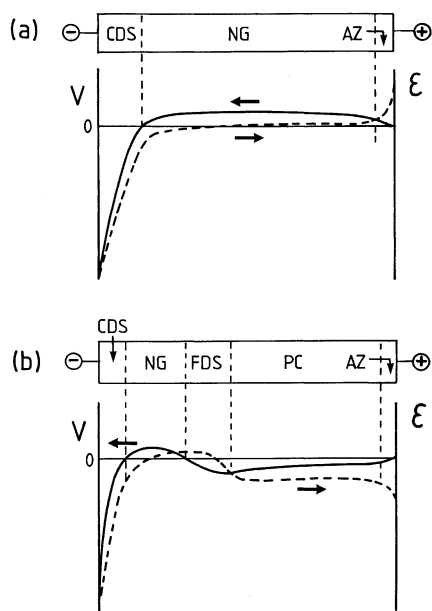 (a) ⊖ CDS NG AZ ⊕
V ε
0
CDS
(b) ⊖ NG FDS PC AZ ⊕
V ε
0